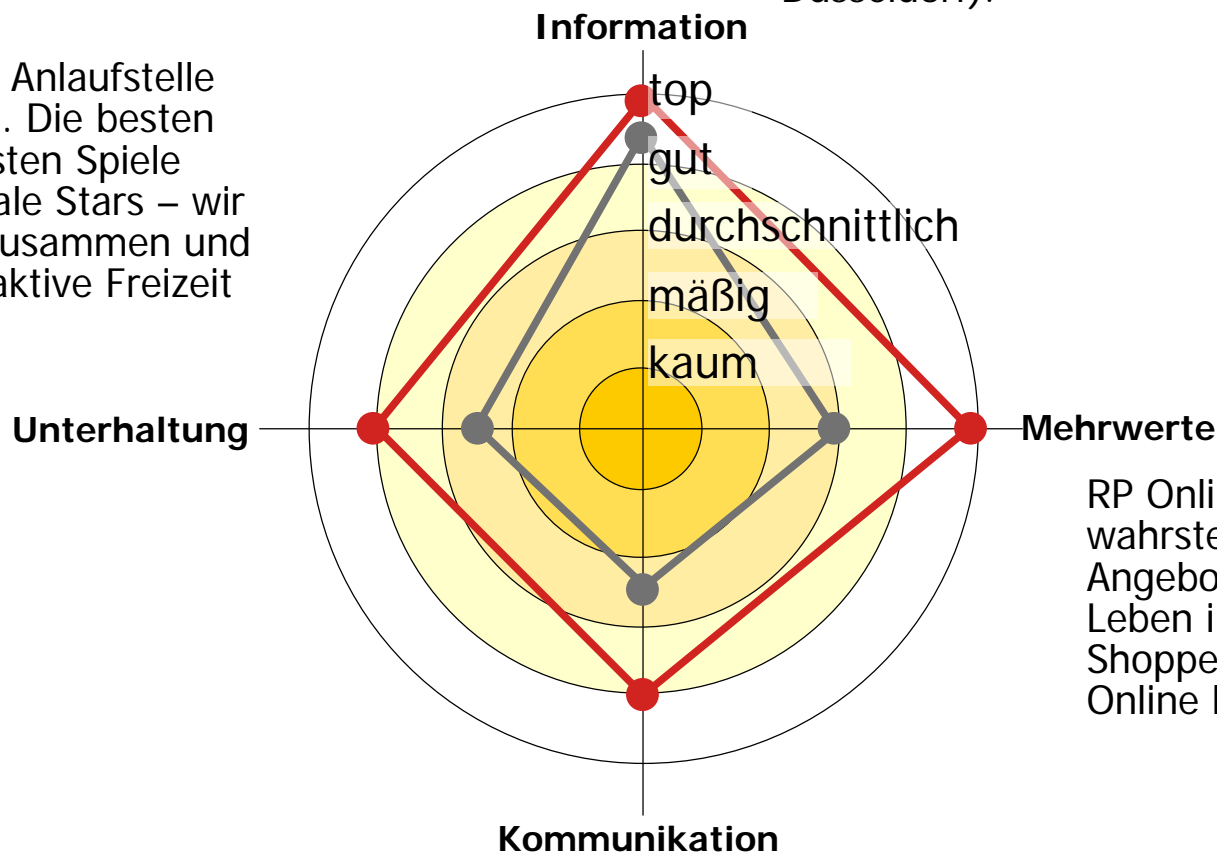 Information
Anlaufstelle
. Die besten
sten Spiele
ale Stars – wir
zusammen und
aktive Freizeit
top
gut
durchschnittlich
mäßig
kaum
Unterhaltung
Mehrwerte
RP Onli
wahrste
Angebo
Leben i
Shoppe
Online
Kommunikation